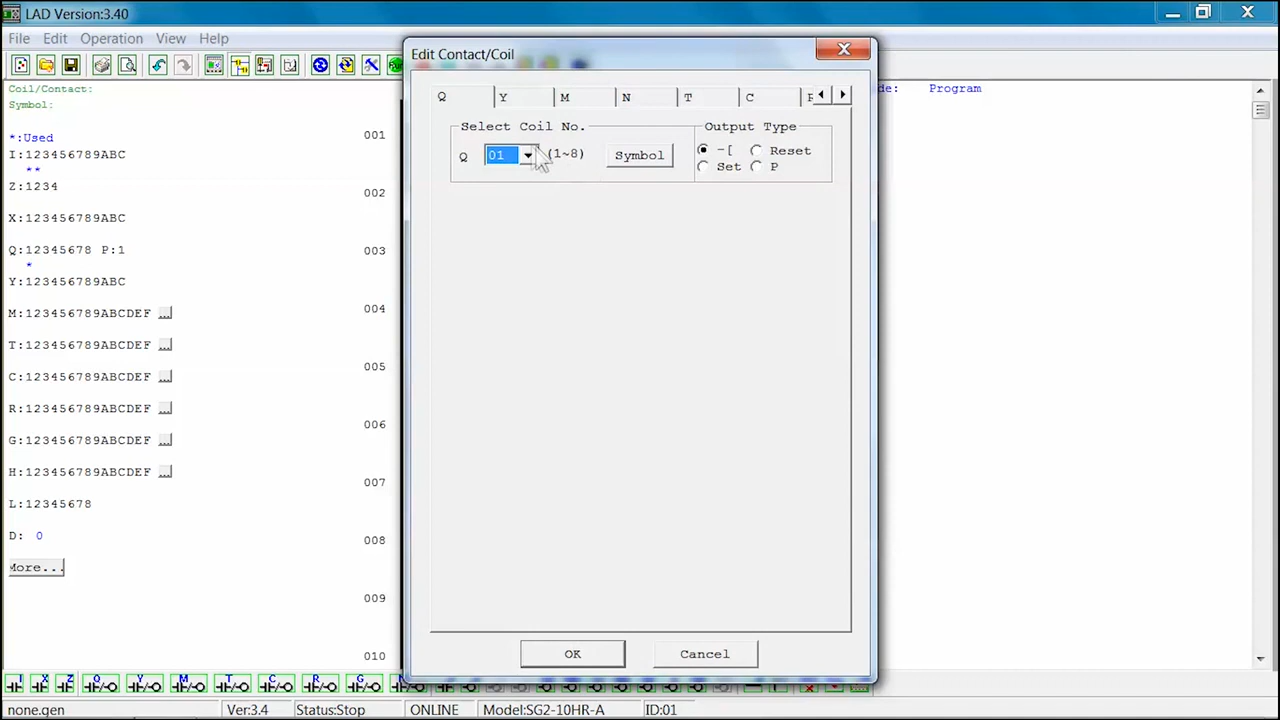 LAD Version:3.40
File Edit Operation View Help
Coil/Contact:
Symbol:
*:Used
I:123456789ABC
**
Z:1234
X:123456789ABC
Q:12345678 P:1
*
Y:123456789ABC
M:123456789ABCDEF ...
T:123456789ABCDEF ...
C:123456789ABCDEF ...
R:123456789ABCDEF ...
G:123456789ABCDEF ...
H:123456789ABCDEF ...
L:12345678
D: 0
More...
001
002
003
004
005
006
007
008
009
010
Edit Contact/Coil
Q Y M N T C
Select Coil No.
Q 01 (1~8) Symbol
Output Type
-[ Reset
Set P
OK Cancel
de: Program
I X Z Q Y M T C R G
none.gen Ver:3.4 Status:Stop ONLINE Model:SG2-10HR-A ID:01